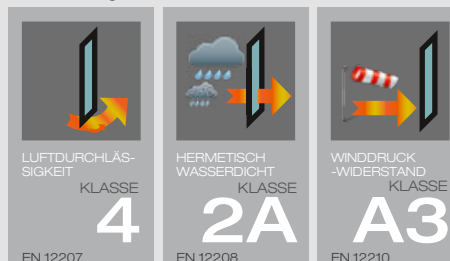 LUFTDURCHLÄS-
SIGKEIT
KLASSE
4
EN 12207
HERMETISCH
WASSERDICHT
KLASSE
2A
EN 12208
WINDDRUCK
-WIDERSTAND
KLASSE
A3
EN 12210